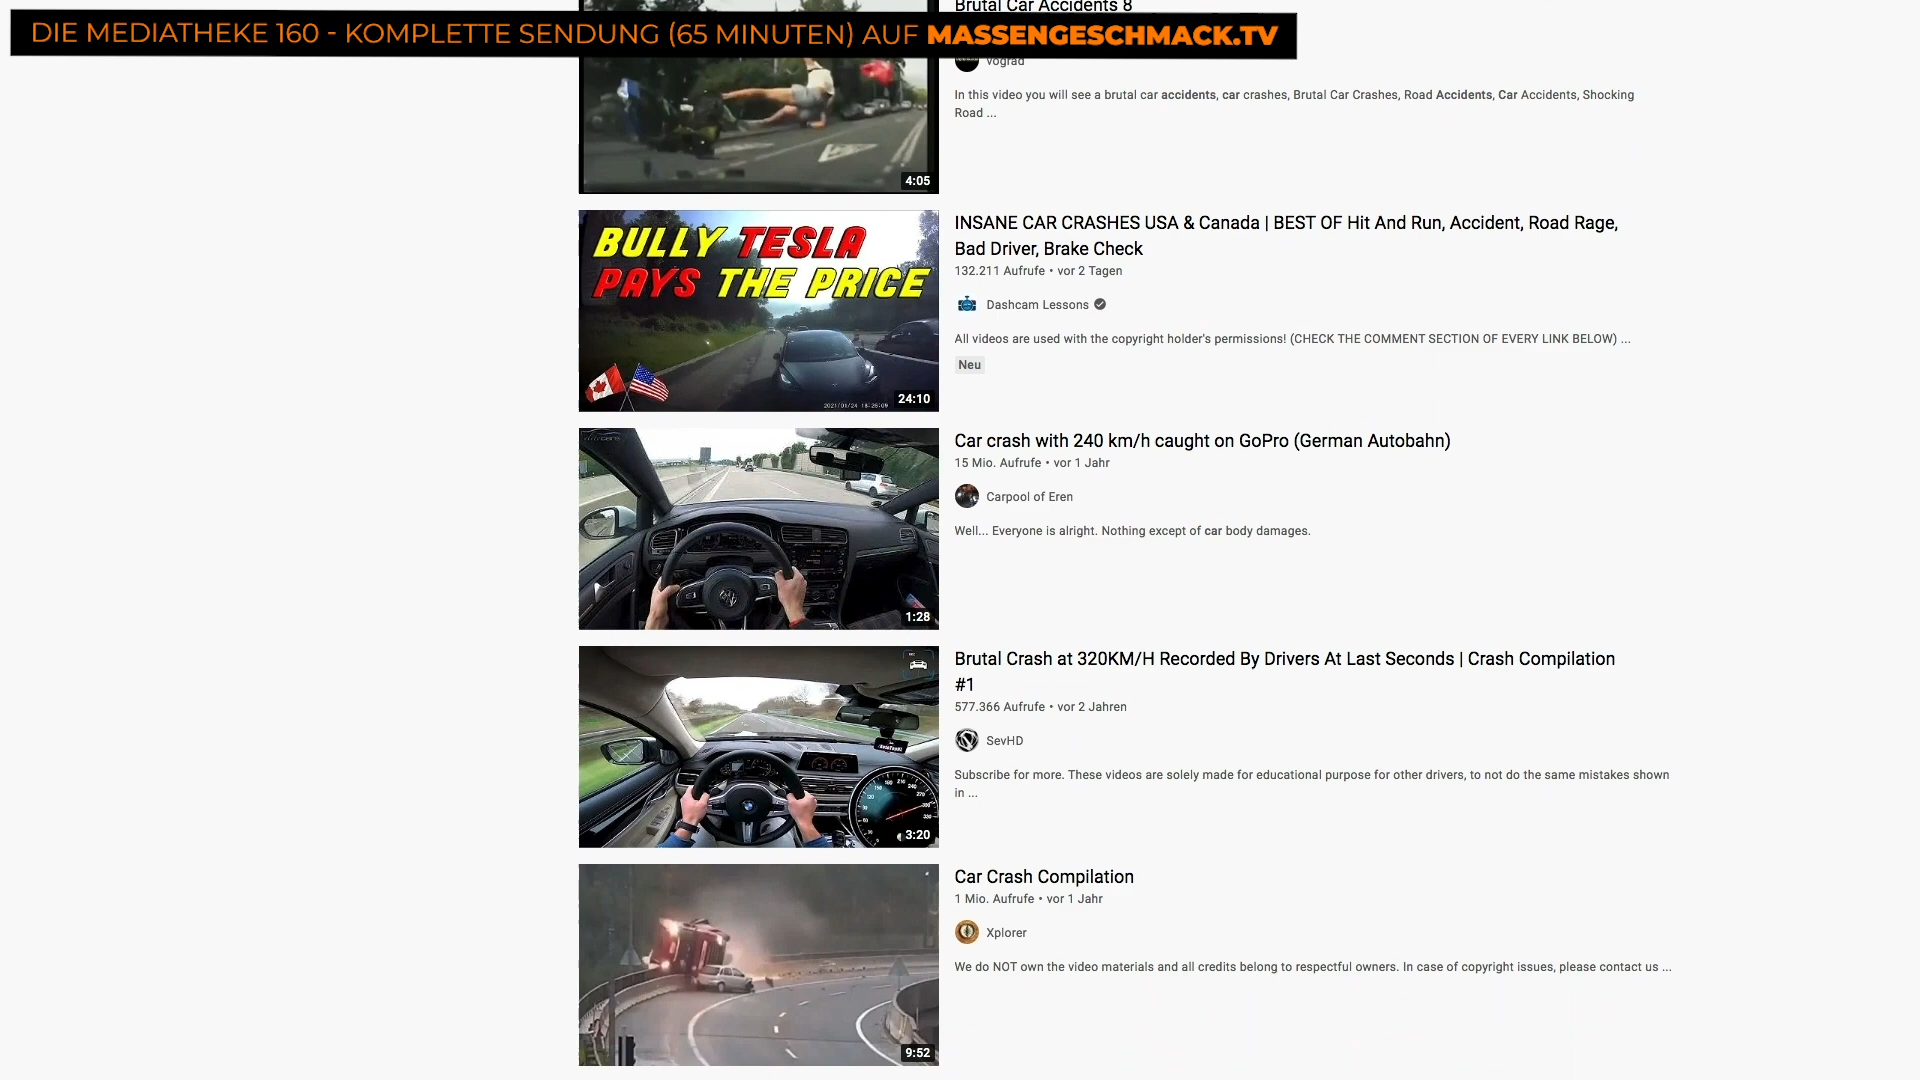 Brutal Car Accidents 8
DIE MEDIATHEKE 160 - KOMPLETTE SENDUNG (65 MINUTEN) AUF MASSENGESCHMACK.TV
vograd
In this video you will see a brutal car accidents, car crashes, Brutal Car Crashes, Road Accidents, Car Accidents, Shocking
Road ...
4:05
BULLY TESLA
PAYS THE PRICE
2021/06/24
24:10
INSANE CAR CRASHES USA & Canada | BEST OF Hit And Run, Accident, Road Rage,
Bad Driver, Brake Check
132.211 Aufrufe • vor 2 Tagen
Dashcam Lessons
All videos are used with the copyright holder's permissions! (CHECK THE COMMENT SECTION OF EVERY LINK BELOW) ...
Neu
1:28
Car crash with 240 km/h caught on GoPro (German Autobahn)
15 Mio. Aufrufe • vor 1 Jahr
Carpool of Eren
Well... Everyone is alright. Nothing except of car body damages.
3:20
Brutal Crash at 320KM/H Recorded By Drivers At Last Seconds | Crash Compilation
#1
577.366 Aufrufe • vor 2 Jahren
SevHD
Subscribe for more. These videos are solely made for educational purpose for other drivers, to not do the same mistakes shown
in ...
9:52
Car Crash Compilation
1 Mio. Aufrufe • vor 1 Jahr
Xplorer
We do NOT own the video materials and all credits belong to respectful owners. In case of copyright issues, please contact us ...